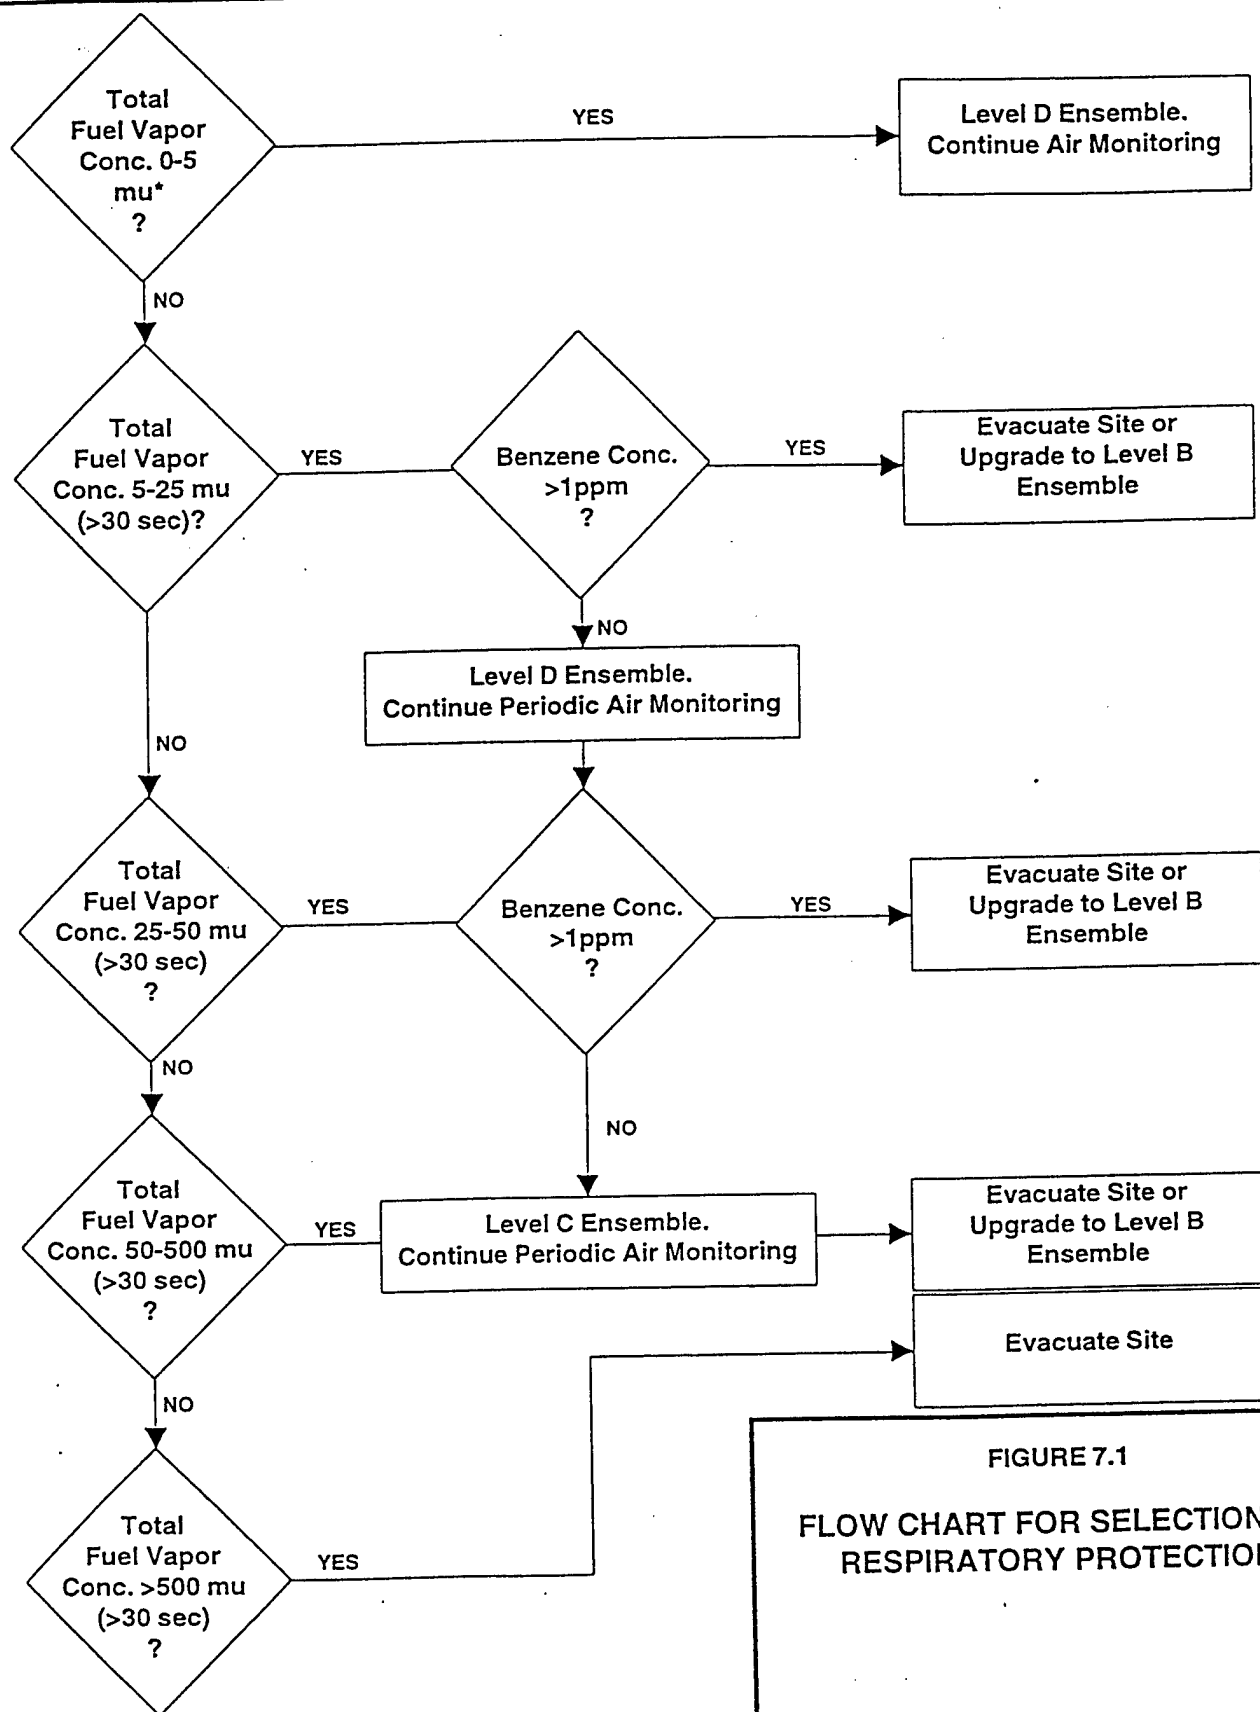 Total
Fuel Vapor
Conc. 0-5
mu*
?
YES
Level D Ensemble.
Continue Air Monitoring
NO
Total
Fuel Vapor
Conc. 5-25 mu
(>30 sec)?
YES
Benzene Conc.
>1ppm
?
YES
Evacuate Site or
Upgrade to Level B
Ensemble
NO
Level D Ensemble.
Continue Periodic Air Monitoring
NO
Total
Fuel Vapor
Conc. 25-50 mu
(>30 sec)
?
YES
Benzene Conc.
>1ppm
?
YES
Evacuate Site or
Upgrade to Level B
Ensemble
NO
NO
Total
Fuel Vapor
Conc. 50-500 mu
(>30 sec)
?
YES
Level C Ensemble.
Continue Periodic Air Monitoring
Evacuate Site or
Upgrade to Level B
Ensemble
Evacuate Site
NO
Total
Fuel Vapor
Conc. >500 mu
(>30 sec)
?
YES
FIGURE 7.1
FLOW CHART FOR SELECTION
RESPIRATORY PROTECTIO